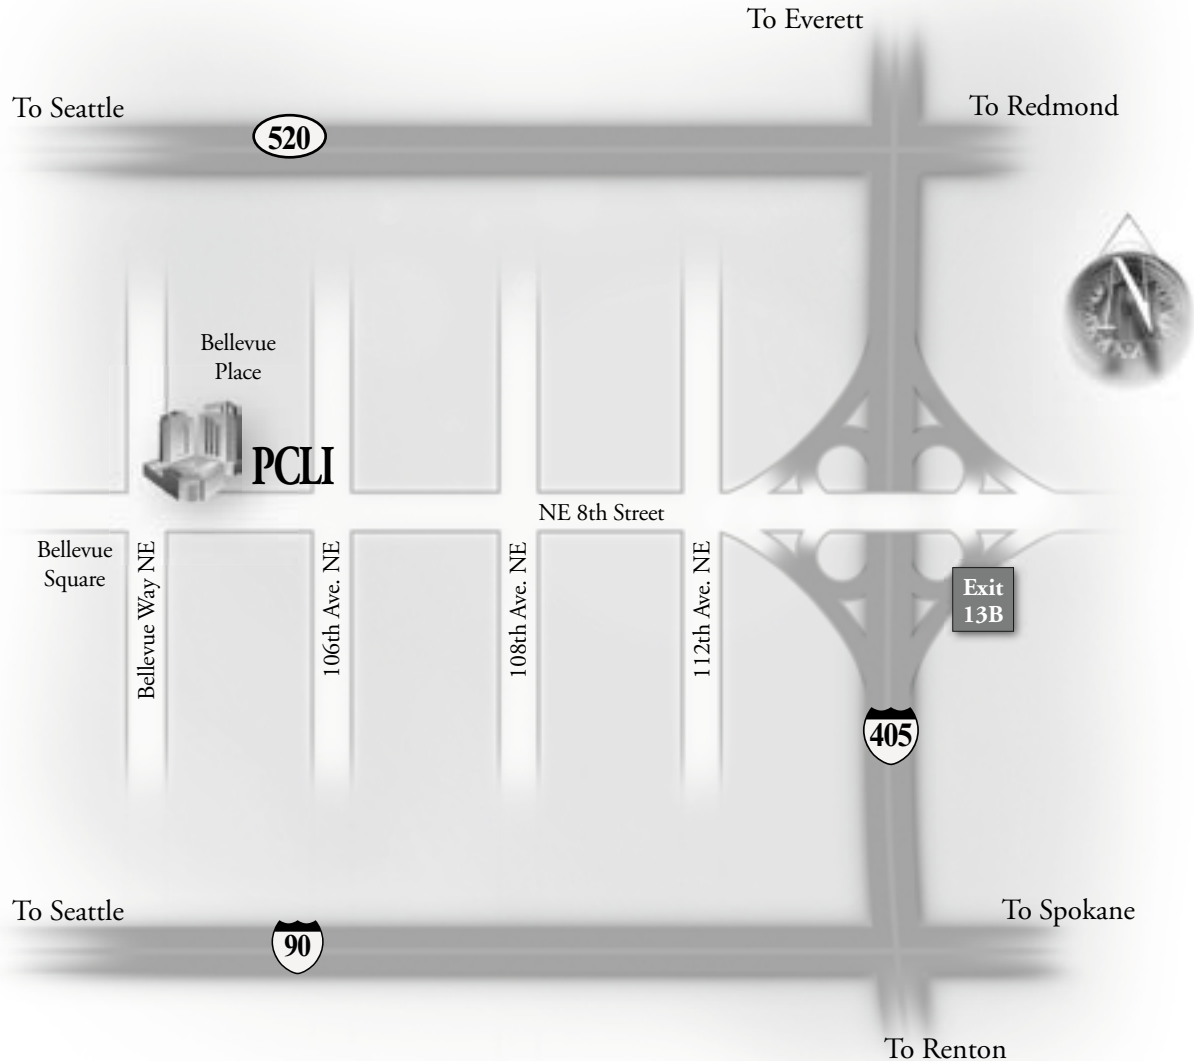 To Everett
To Seattle
To Redmond
520
N
Bellevue
Place
PCLI
NE 8th Street
Bellevue
Square
Bellevue Way NE
106th Ave. NE
108th Ave. NE
112th Ave. NE
Exit
13B
405
To Seattle
To Spokane
90
To Renton